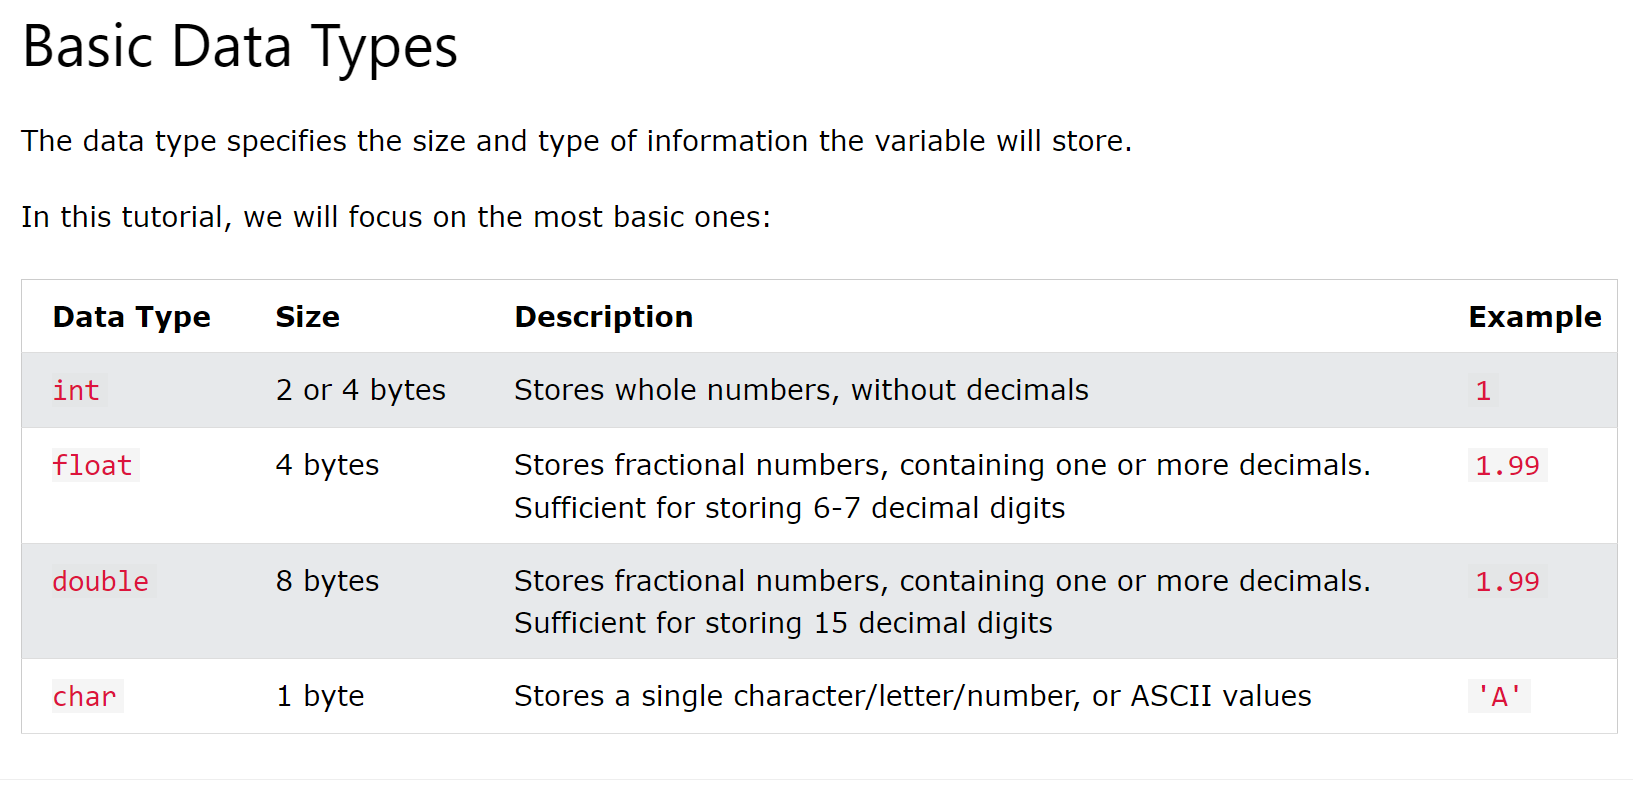 Basic Data Types
The data type specifies the size and type of information the variable will store.
In this tutorial, we will focus on the most basic ones:
Data Type Size Description Example
int 2 or 4 bytes Stores whole numbers, without decimals 1
float 4 bytes Stores fractional numbers, containing one or more decimals. 1.99
Sufficient for storing 6-7 decimal digits
double 8 bytes Stores fractional numbers, containing one or more decimals. 1.99
Sufficient for storing 15 decimal digits
char 1 byte Stores a single character/letter/number, or ASCII values 'A'